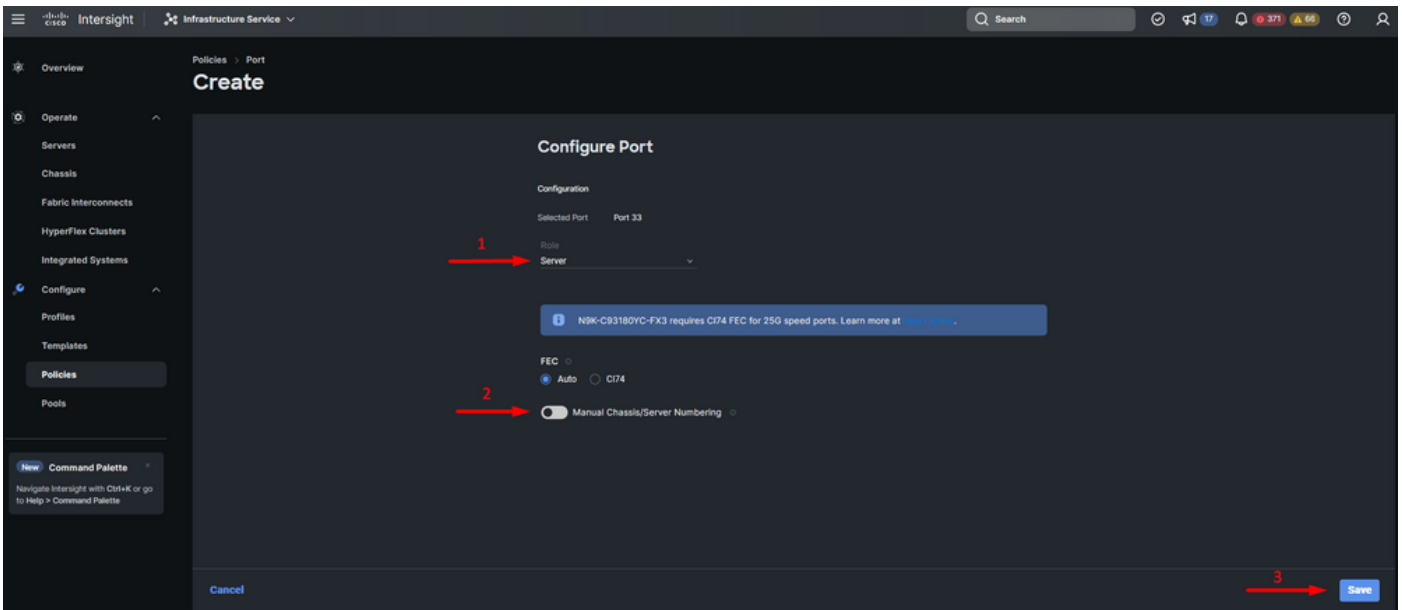 CISCO Intersight Infrastructure Service
Search
17
371
66
Overview
Policies > Port
Create
Operate
Servers
Chassis
Fabric Interconnects
HyperFlex Clusters
Integrated Systems
Configure
Profiles
Templates
Policies
Pools
New Command Palette
Navigate Intersight with Ctrl+K or go
to Help > Command Palette
Configure Port
Configuration
Selected Port Port 33
1
Role
Server
N9K-C93180YC-FX3 requires Cl74 FEC for 25G speed ports. Learn more at
FEC
Auto Cl74
2
Manual Chassis/Server Numbering
Cancel
3
Save